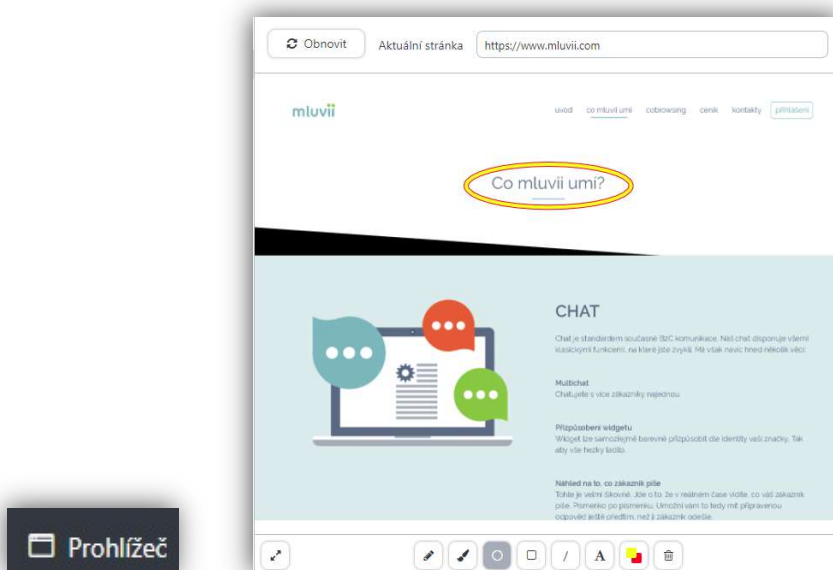 Obnovit
Aktuální stránka
https://www.mluvii.com
mluvii
úvod co mluvii umí cobrowsing ceník kontakty přihlášení
Co mluvii umí?
CHAT
Chat je standardem současné B2C komunikace. Náš chat disponuje všemi
klasickými funkcemi, na které jste zvyklí. Má však navíc hned několik věcí:
Multichat
Chatujete s více zákazníky najednou.
Přizpůsobení widgetu
Widget lze samozřejmě barevně přizpůsobit dle identity vaší značky. Tak
aby vše hezky ladilo.
Náhled na to, co zákazník píše
Tohle je velmi šikovné. Jde o to, že v reálném čase vidíte, co váš zákazník
píše. Písmenko po písmenku. Umožní vám to tedy mít připravenou
odpověď ještě předtím, než ji zákazník odešle.
A
Prohlížeč